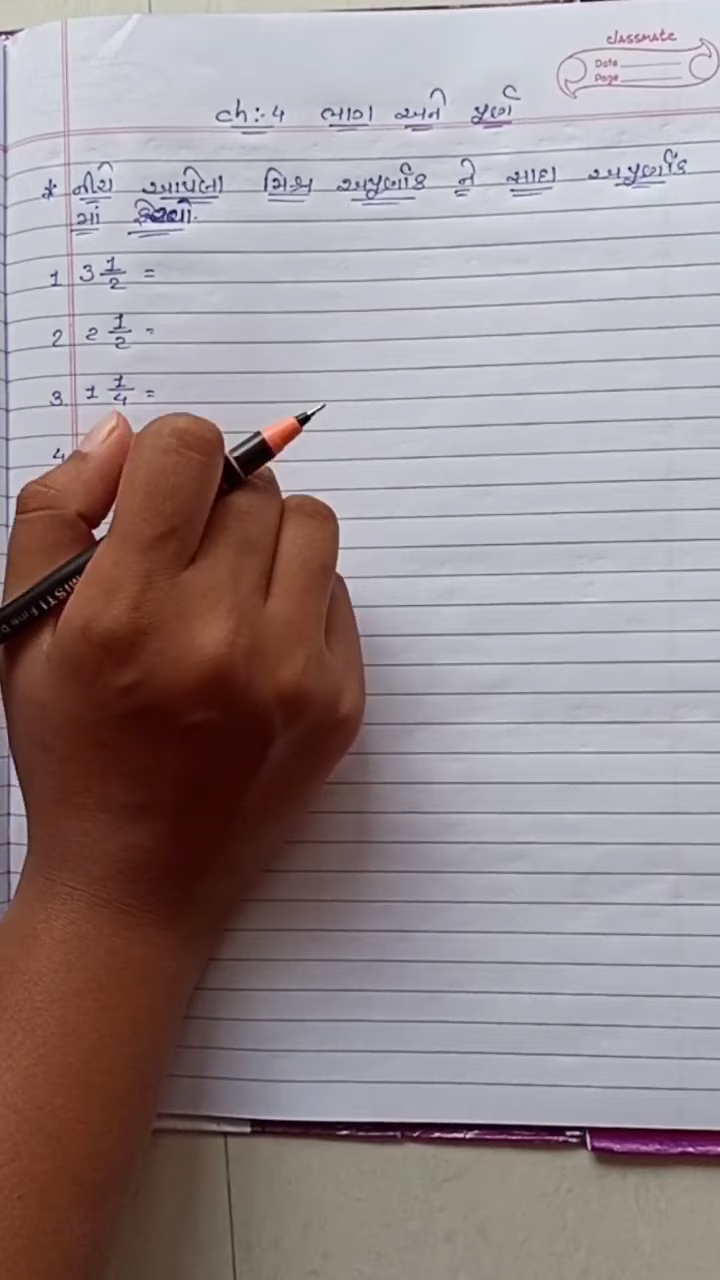 classmate
Date
Page
ch:-4 ભાગ અને પૂર્ણ
* નીચે આપેલા મિશ્ર અપૂર્ણાંક ને સાદા અપૂર્ણાંક
માં ફેરવો.
1 3 1/2 =
2 2 1/2 =
3. 1 1/4 =
4.